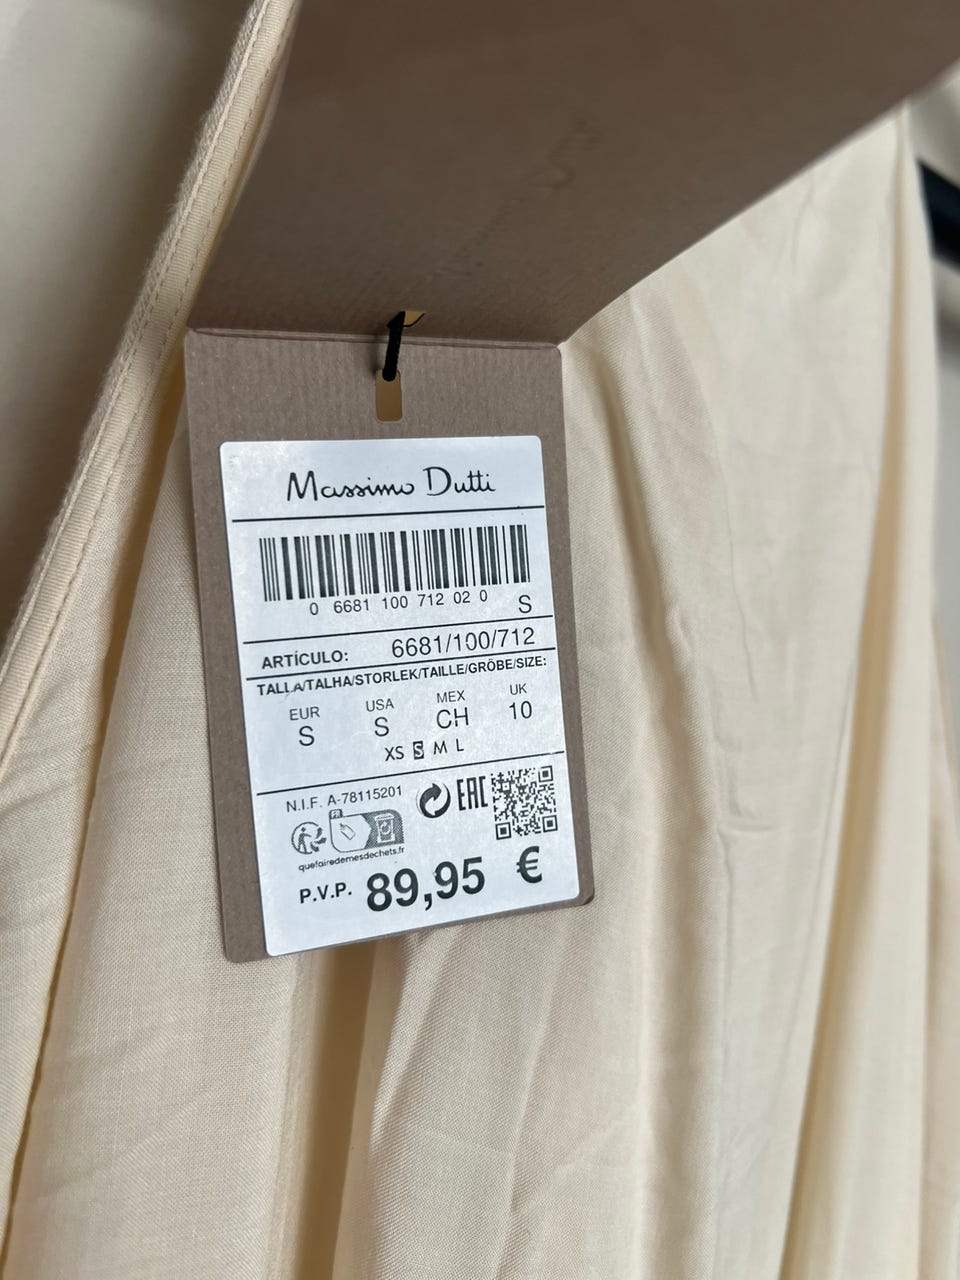 Massimo Dutti
0 6681 100 712 02 0 S
ARTÍCULO: 6681/100/712
TALLA/TALHA/STORLEK/TAILLE/GRÖBE/SIZE:
EUR USA MEX UK
S S CH 10
XS S M L
N.I.F. A-78115201
EAC
FR
quefairedemesdechets.fr
P.V.P. 89,95 €